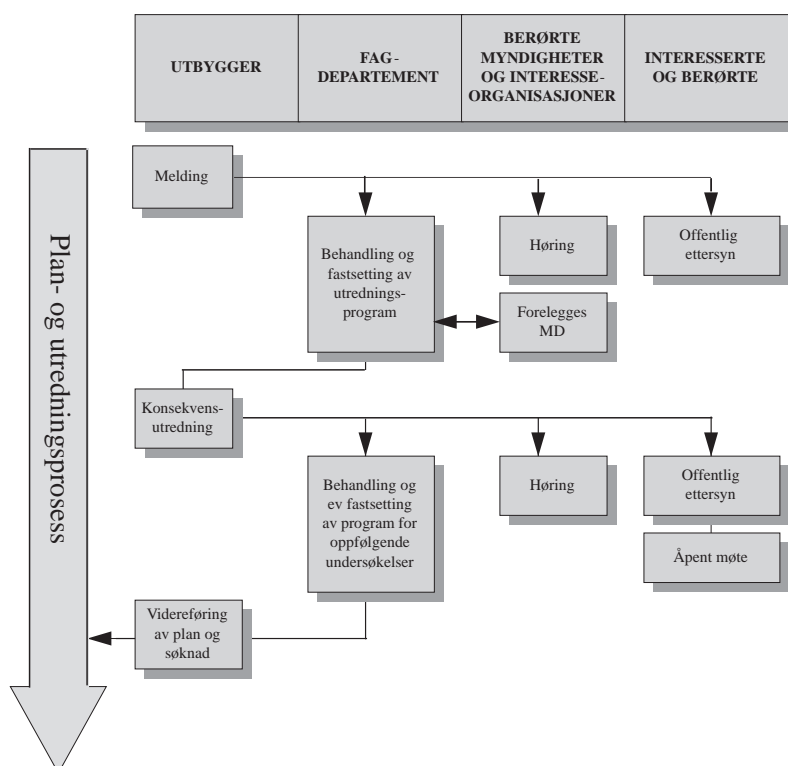 UTBYGGER
FAG-
DEPARTEMENT
BERØRTE
MYNDIGHETER
OG INTERESSE-
ORGANISASJONER
INTERESSERTE
OG BERØRTE
Plan- og utredningsprosess
Melding
Behandling og
fastsetting av
utrednings-
program
Høring
Offentlig
ettersyn
Forelegges
MD
Konsekvens-
utredning
Behandling og
ev fastsetting
av program for
oppfølgende
undersøkelser
Høring
Offentlig
ettersyn
Åpent møte
Videreføring
av plan og
søknad